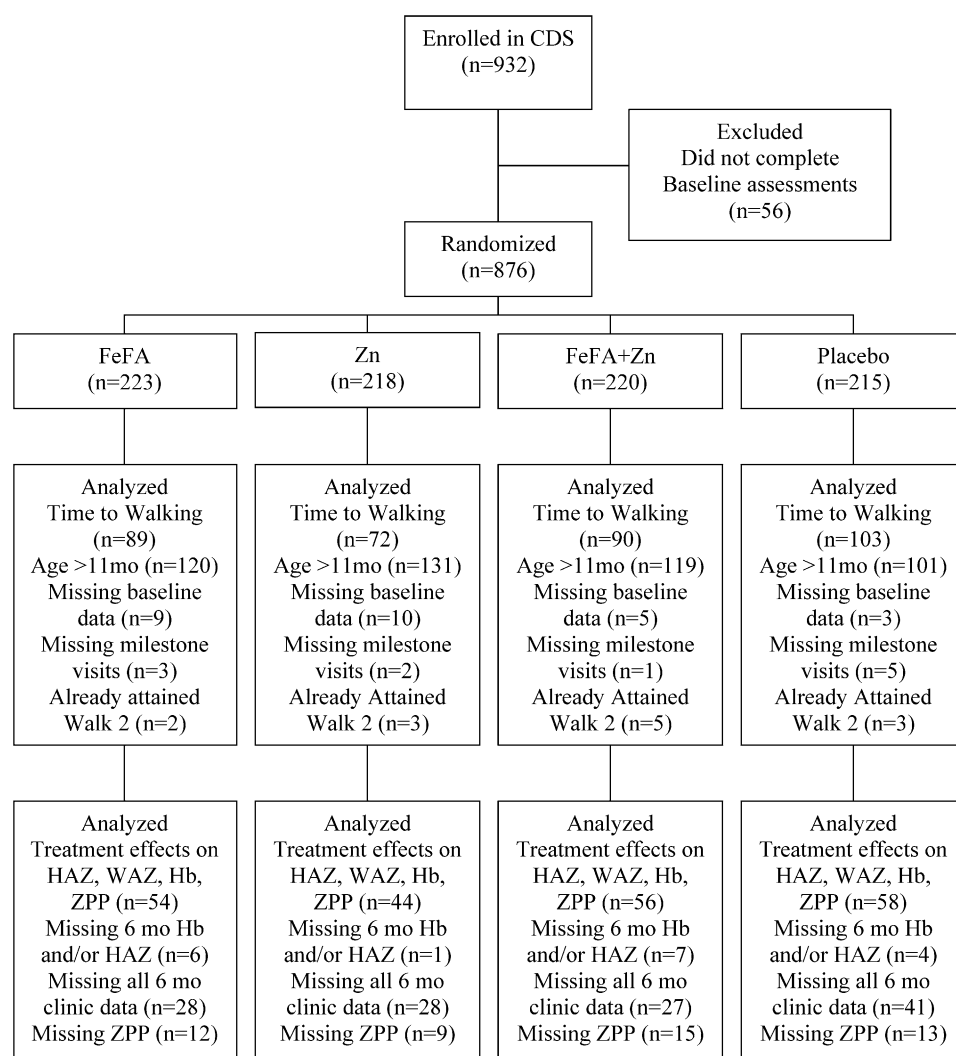 Enrolled in CDS
(n=932)
Excluded
Did not complete
Baseline assessments
(n=56)
Randomized
(n=876)
FeFA
(n=223)
Zn
(n=218)
FeFA+Zn
(n=220)
Placebo
(n=215)
Analyzed
Time to Walking
(n=89)
Age >11mo (n=120)
Missing baseline
data (n=9)
Missing milestone
visits (n=3)
Already attained
Walk 2 (n=2)
Analyzed
Time to Walking
(n=72)
Age >11mo (n=131)
Missing baseline
data (n=10)
Missing milestone
visits (n=2)
Already Attained
Walk 2 (n=3)
Analyzed
Time to Walking
(n=90)
Age >11mo (n=119)
Missing baseline
data (n=5)
Missing milestone
visits (n=1)
Already Attained
Walk 2 (n=5)
Analyzed
Time to Walking
(n=103)
Age >11mo (n=101)
Missing baseline
data (n=3)
Missing milestone
visits (n=5)
Already Attained
Walk 2 (n=3)
Analyzed
Treatment effects on
HAZ, WAZ, Hb,
ZPP (n=54)
Missing 6 mo Hb
and/or HAZ (n=6)
Missing all 6 mo
clinic data (n=28)
Missing ZPP (n=12)
Analyzed
Treatment effects on
HAZ, WAZ, Hb,
ZPP (n=44)
Missing 6 mo Hb
and/or HAZ (n=1)
Missing all 6 mo
clinic data (n=28)
Missing ZPP (n=9)
Analyzed
Treatment effects on
HAZ, WAZ, Hb,
ZPP (n=56)
Missing 6 mo Hb
and/or HAZ (n=7)
Missing all 6 mo
clinic data (n=27)
Missing ZPP (n=15)
Analyzed
Treatment effects on
HAZ, WAZ, Hb,
ZPP (n=58)
Missing 6 mo Hb
and/or HAZ (n=4)
Missing all 6 mo
clinic data (n=41)
Missing ZPP (n=13)